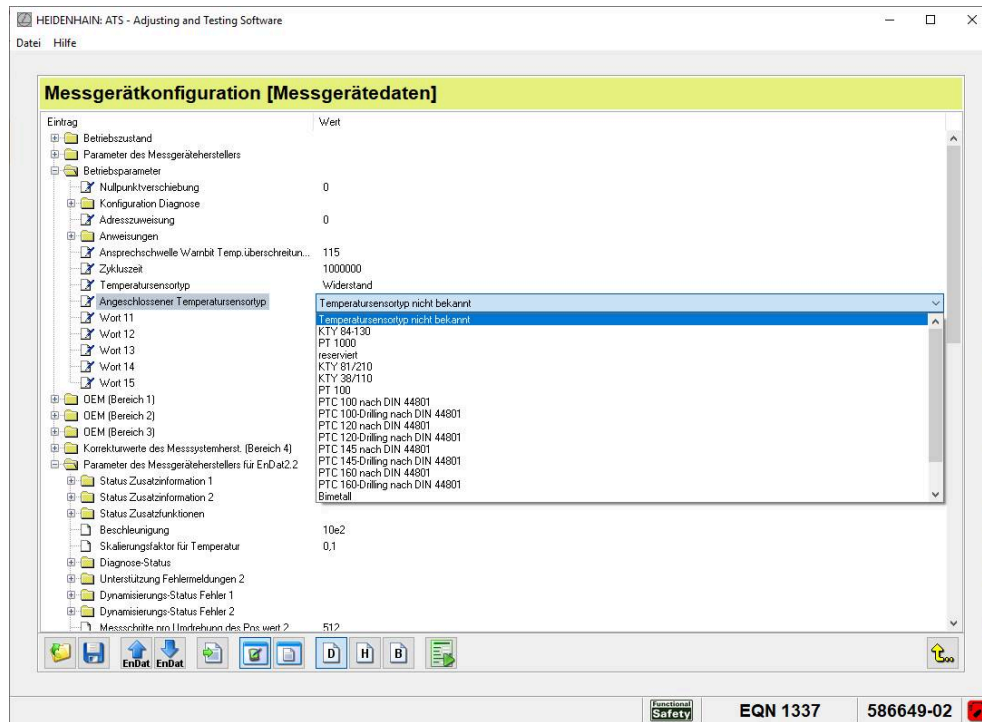 HEIDENHAIN: ATS - Adjusting and Testing Software
Datei Hilfe
Messgerätkonfiguration [Messgerätedaten]
Eintrag Wert
Betriebszustand
Parameter des Messgeräteherstellers
Betriebsparameter
Nullpunktverschiebung 0
Konfiguration Diagnose
Adresszuweisung 0
Anweisungen
Ansprechschwelle Warnbit Temp.überschreitun... 115
Zykluszeit 1000000
Temperatursensortyp Widerstand
Angeschlossener Temperatursensortyp Temperatursensortyp nicht bekannt
Wort 11
Wort 12
Wort 13
Wort 14
Wort 15
Temperatursensortyp nicht bekannt
KTY 84-130
PT 1000
reserviert
KTY 81/210
KTY 38/110
PT 100
PTC 100 nach DIN 44801
PTC 100-Drilling nach DIN 44801
PTC 120 nach DIN 44801
PTC 120-Drilling nach DIN 44801
PTC 145 nach DIN 44801
PTC 145-Drilling nach DIN 44801
PTC 160 nach DIN 44801
PTC 160-Drilling nach DIN 44801
Bimetall
OEM (Bereich 1)
OEM (Bereich 2)
OEM (Bereich 3)
Korrekturwerte des Messsystemherst. (Bereich 4)
Parameter des Messgeräteherstellers für EnDat2.2
Status Zusatzinformation 1
Status Zusatzinformation 2
Status Zusatzfunktionen
Beschleunigung 10e2
Skalierungsfaktor für Temperatur 0,1
Diagnose-Status
Unterstützung Fehlermeldungen 2
Dynamisierungs-Status Fehler 1
Dynamisierungs-Status Fehler 2
Messschritte pro Umdrehung des Pos.wert 2 512
EnDat EnDat D H B
Functional Safety EQN 1337 586649-02